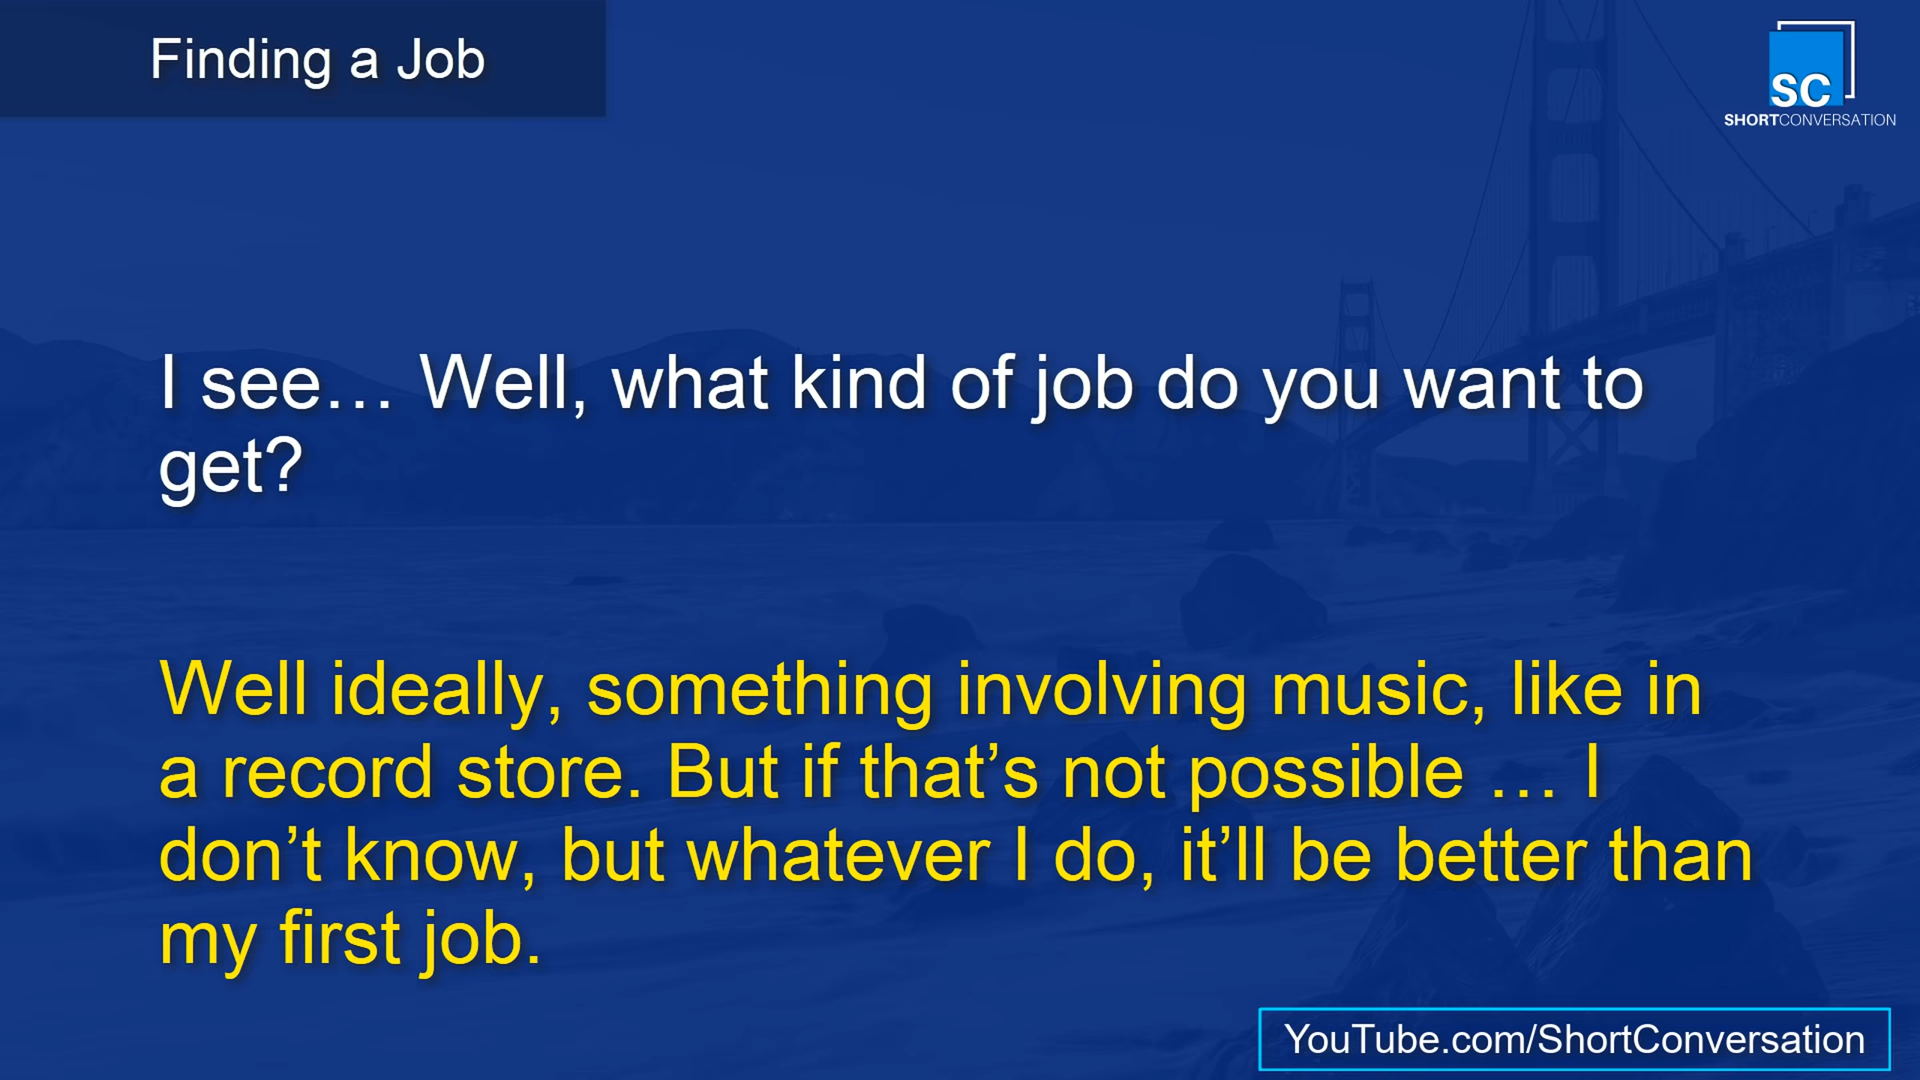 Finding a Job
SC
SHORTCONVERSATION
I see… Well, what kind of job do you want to
get?
Well ideally, something involving music, like in
a record store. But if that’s not possible … I
don’t know, but whatever I do, it’ll be better than
my first job.
YouTube.com/ShortConversation